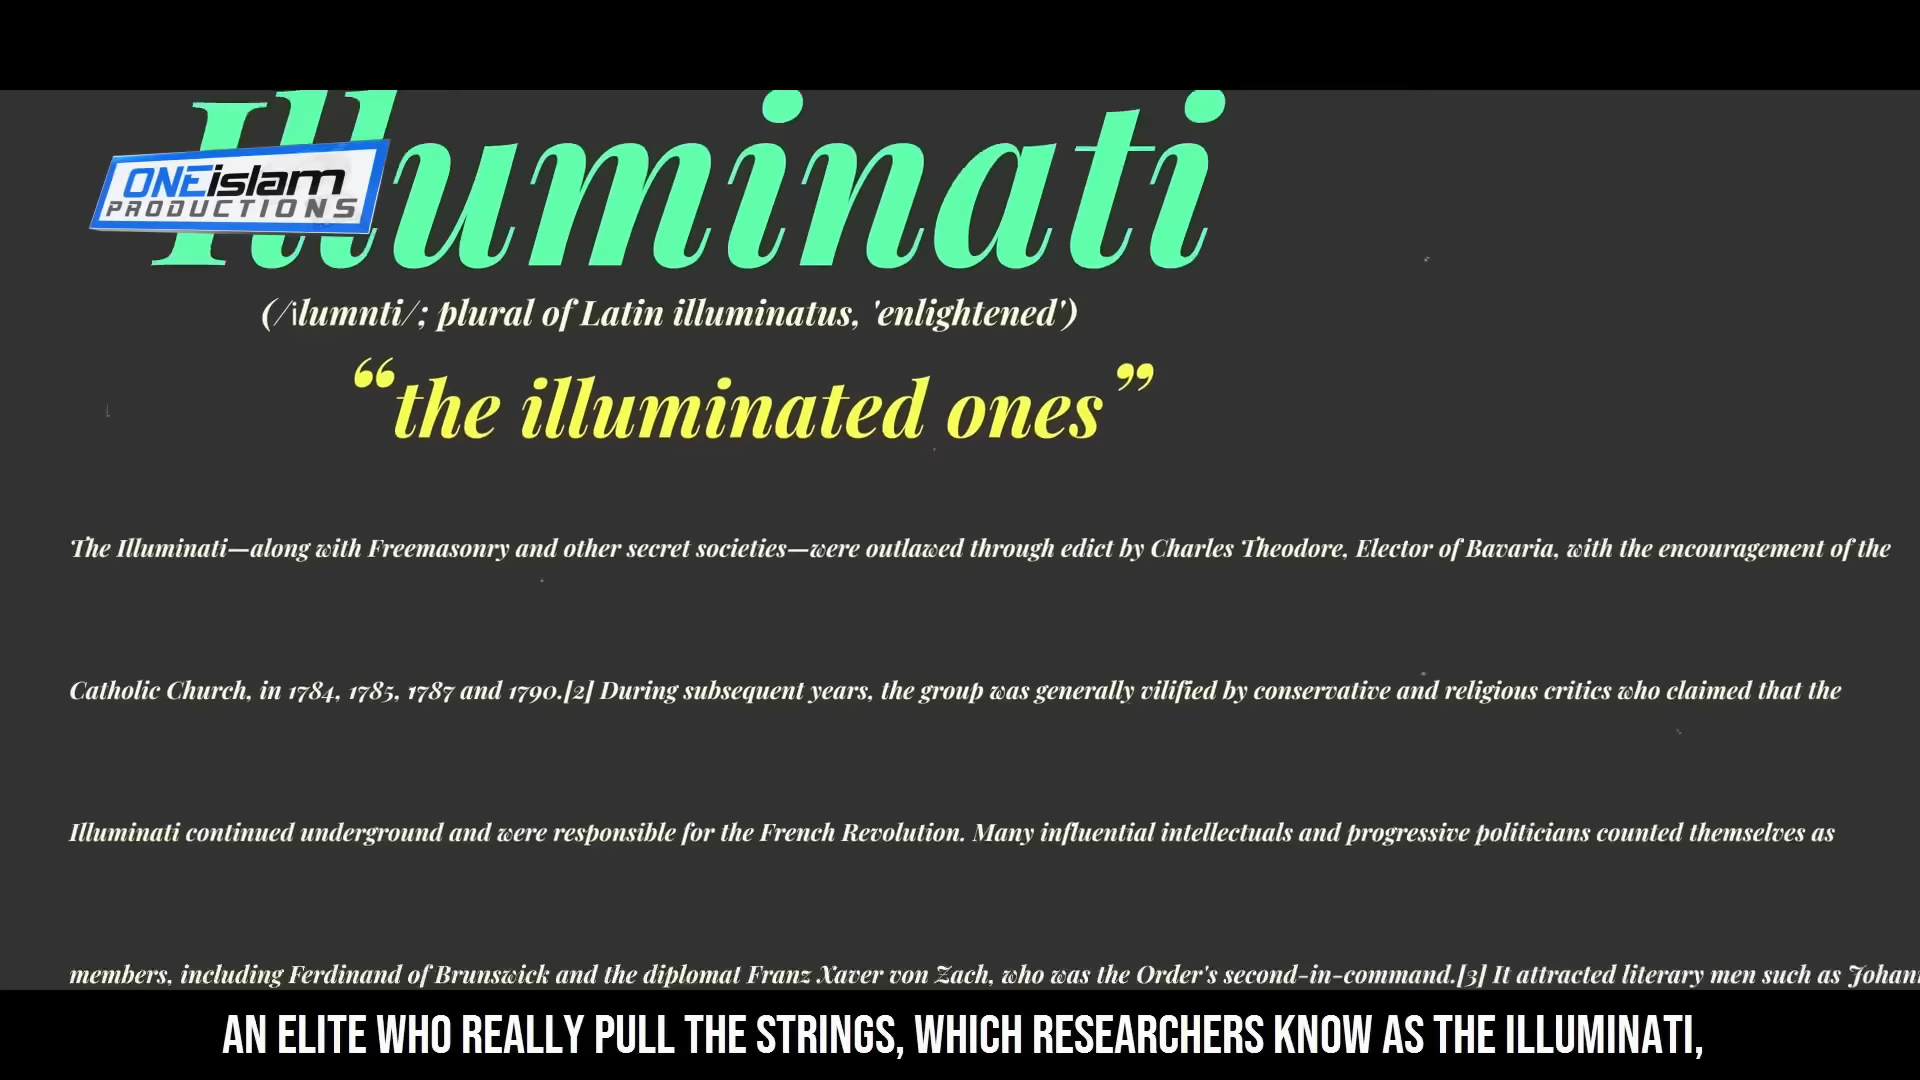 Illuminati
ONEislam
PRODUCTIONS
(/ilumnti/; plural of Latin illuminatus, 'enlightened')
“the illuminated ones”
The Illuminati—along with Freemasonry and other secret societies—were outlawed through edict by Charles Theodore, Elector of Bavaria, with the encouragement of the
Catholic Church, in 1784, 1785, 1787 and 1790.[2] During subsequent years, the group was generally vilified by conservative and religious critics who claimed that the
Illuminati continued underground and were responsible for the French Revolution. Many influential intellectuals and progressive politicians counted themselves as
members, including Ferdinand of Brunswick and the diplomat Franz Xaver von Zach, who was the Order's second-in-command.[3] It attracted literary men such as
AN ELITE WHO REALLY PULL THE STRINGS, WHICH RESEARCHERS KNOW AS THE ILLUMINATI,